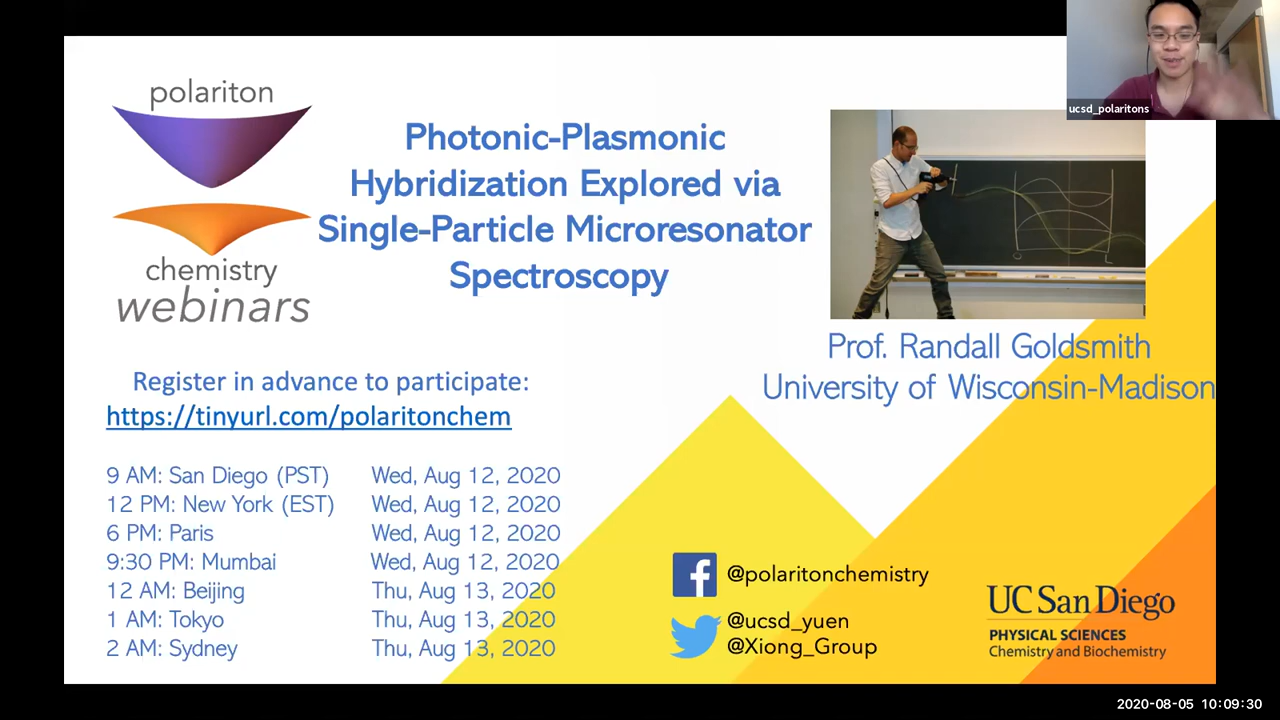 polariton
chemistry
webinars
Photonic-Plasmonic
Hybridization Explored via
Single-Particle Microresonator
Spectroscopy
ucsd_polaritons
Prof. Randall Goldsmith
University of Wisconsin-Madison
Register in advance to participate:
https://tinyurl.com/polaritonchem
9 AM: San Diego (PST) Wed, Aug 12, 2020
12 PM: New York (EST) Wed, Aug 12, 2020
6 PM: Paris Wed, Aug 12, 2020
9:30 PM: Mumbai Wed, Aug 12, 2020
12 AM: Beijing Thu, Aug 13, 2020
1 AM: Tokyo Thu, Aug 13, 2020
2 AM: Sydney Thu, Aug 13, 2020
@polaritonchemistry
@ucsd_yuen
@Xiong_Group
UC San Diego
PHYSICAL SCIENCES
Chemistry and Biochemistry
2020-08-05 10:09:30